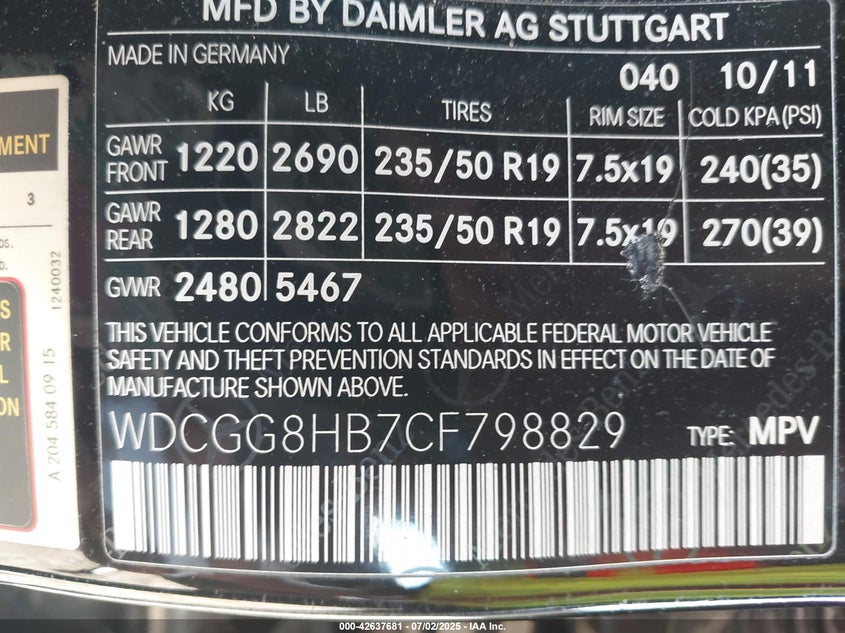 MFD BY DAIMLER AG STUTTGART
MADE IN GERMANY
040 10/11
KG LB TIRES RIM SIZE COLD KPA (PSI)
GAWR FRONT 1220 2690 235/50 R19 7.5x19 240(35)
GAWR REAR 1280 2822 235/50 R19 7.5x19 270(39)
GVWR 2480 5467
THIS VEHICLE CONFORMS TO ALL APPLICABLE FEDERAL MOTOR VEHICLE
SAFETY AND THEFT PREVENTION STANDARDS IN EFFECT ON THE DATE OF
MANUFACTURE SHOWN ABOVE.
WDCGG8HB7CF798829 TYPE: MPV
MENT
3
bs.
b.
1240032
S
R
L
ON
A 204 584 09 15
000-42637681 - 07/02/2025 - IAA Inc.